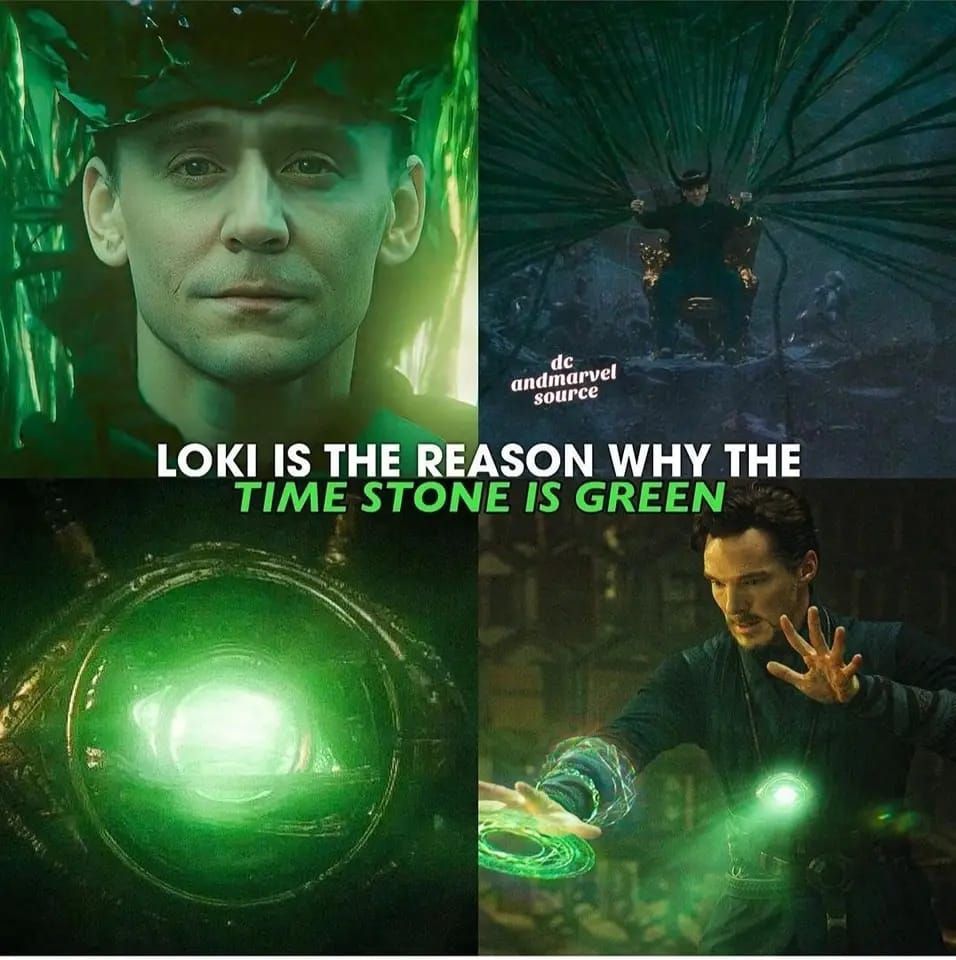 dc
andmarvel
source
LOKI IS THE REASON WHY THE
TIME STONE IS GREEN